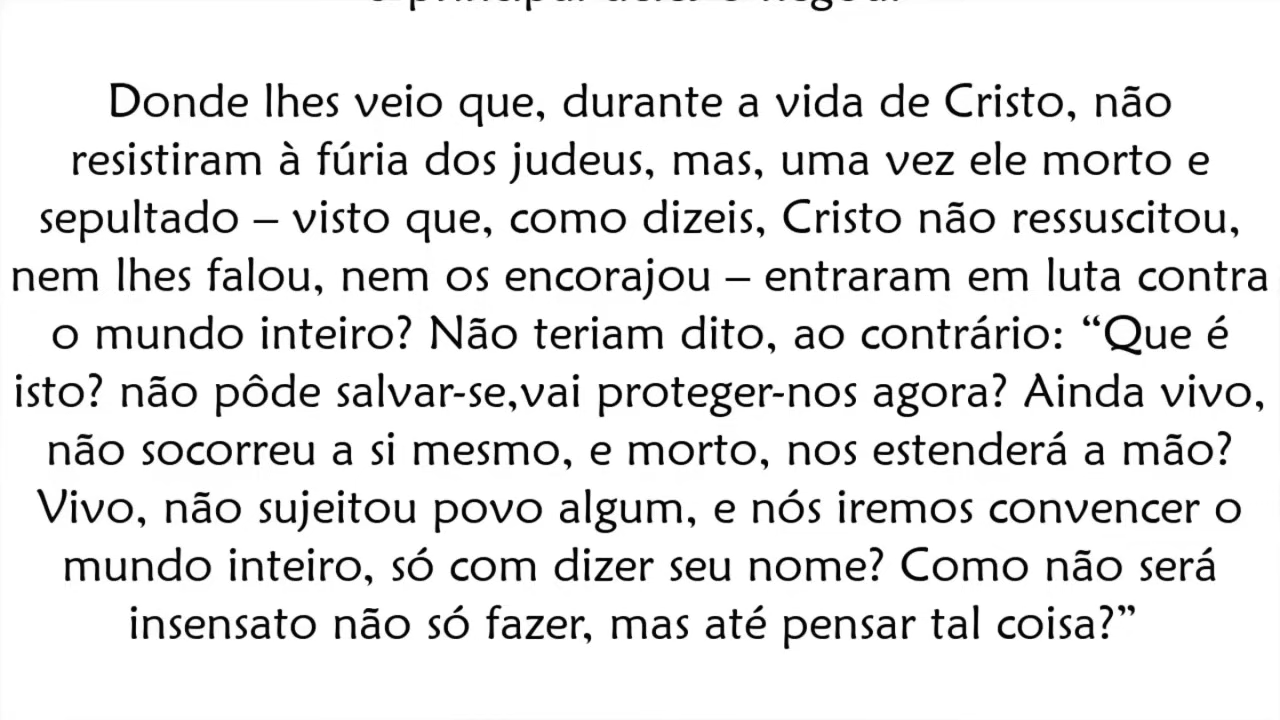 Donde lhes veio que, durante a vida de Cristo, não
resistiram à fúria dos judeus, mas, uma vez ele morto e
sepultado – visto que, como dizeis, Cristo não ressuscitou,
nem lhes falou, nem os encorajou – entraram em luta contra
o mundo inteiro? Não teriam dito, ao contrário: “Que é
isto? não pôde salvar-se,vai proteger-nos agora? Ainda vivo,
não socorreu a si mesmo, e morto, nos estenderá a mão?
Vivo, não sujeitou povo algum, e nós iremos convencer o
mundo inteiro, só com dizer seu nome? Como não será
insensato não só fazer, mas até pensar tal coisa?”